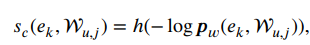 s_c(e_k, 𝒲_{u,j}) = h(− log 𝒑_w(e_k, 𝒲_{u,j})),